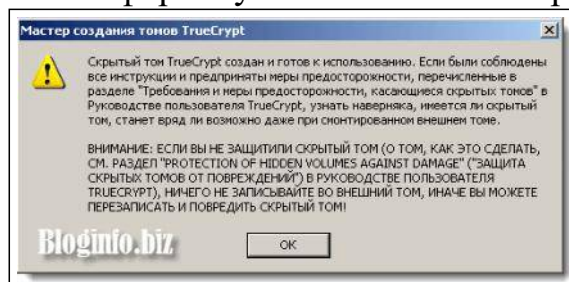 Мастер создания томов TrueCrypt
Скрытый том TrueCrypt создан и готов к использованию. Если были соблюдены
все инструкции и предприняты меры предосторожности, перечисленные в
разделе "Требования и меры предосторожности, касающиеся скрытых томов" в
Руководстве пользователя TrueCrypt, узнать наверняка, имеется ли скрытый
том, станет вряд ли возможно даже при смонтированном внешнем томе.
ВНИМАНИЕ: ЕСЛИ ВЫ НЕ ЗАЩИТИЛИ СКРЫТЫЙ ТОМ (О ТОМ, КАК ЭТО СДЕЛАТЬ,
СМ. РАЗДЕЛ "PROTECTION OF HIDDEN VOLUMES AGAINST DAMAGE" ("ЗАЩИТА
СКРЫТЫХ ТОМОВ ОТ ПОВРЕЖДЕНИЙ") В РУКОВОДСТВЕ ПОЛЬЗОВАТЕЛЯ
TRUECRYPT), НИЧЕГО НЕ ЗАПИСЫВАЙТЕ ВО ВНЕШНИЙ ТОМ, ИНАЧЕ ВЫ МОЖЕТЕ
ПЕРЕЗАПИСАТЬ И ПОВРЕДИТЬ СКРЫТЫЙ ТОМ!
Bloginfo.biz
ОК